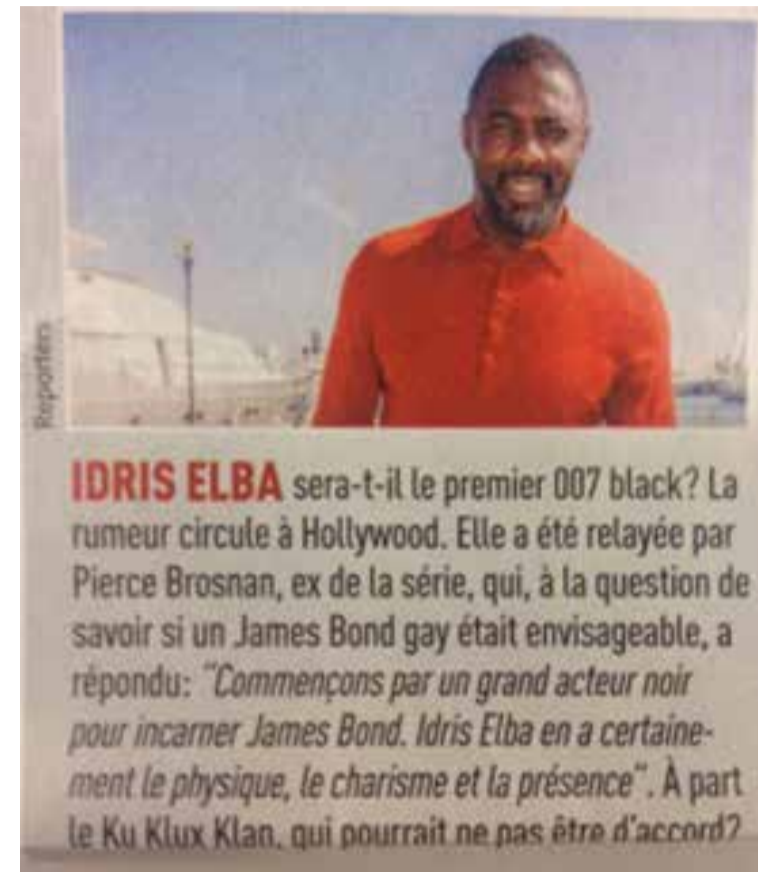 Reporters
IDRIS ELBA sera-t-il le premier 007 black? La
rumeur circule à Hollywood. Elle a été relayée par
Pierce Brosnan, ex de la série, qui, à la question de
savoir si un James Bond gay était envisageable, a
répondu: "Commençons par un grand acteur noir
pour incarner James Bond. Idris Elba en a certaine-
ment le physique, le charisme et la présence". À part
le Ku Klux Klan, qui pourrait ne pas être d'accord?